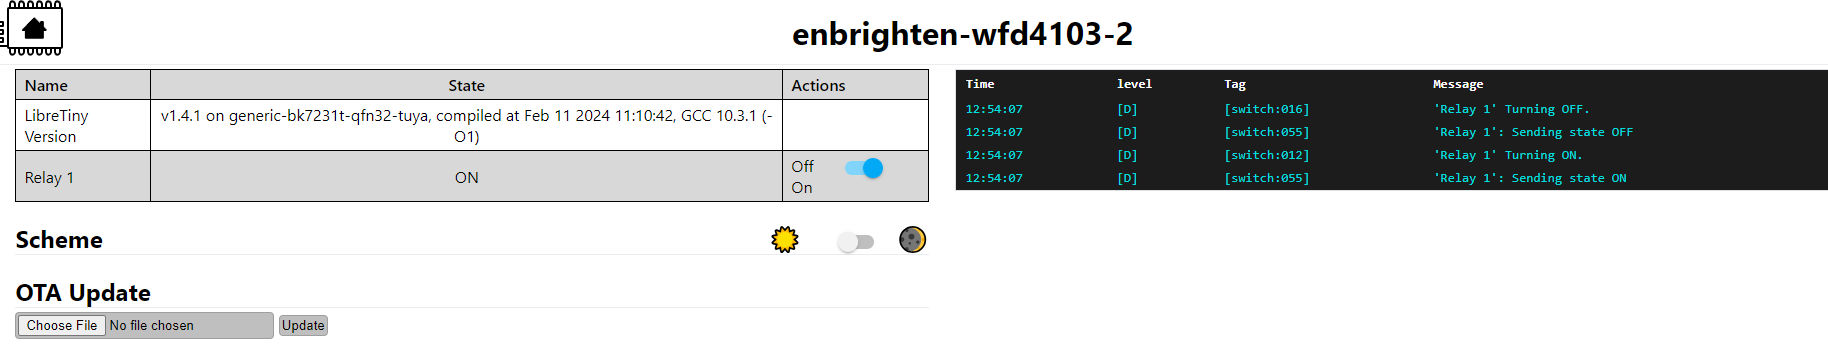 enbrighten-wfd4103-2
Name State Actions
LibreTiny Version v1.4.1 on generic-bk7231t-qfn32-tuya, compiled at Feb 11 2024 11:10:42, GCC 10.3.1 (-O1)
Relay 1 ON Off On
Scheme
OTA Update
Choose File No file chosen Update
Time level Tag Message
12:54:07 [D] [switch:016] 'Relay 1' Turning OFF.
12:54:07 [D] [switch:055] 'Relay 1': Sending state OFF
12:54:07 [D] [switch:012] 'Relay 1' Turning ON.
12:54:07 [D] [switch:055] 'Relay 1': Sending state ON